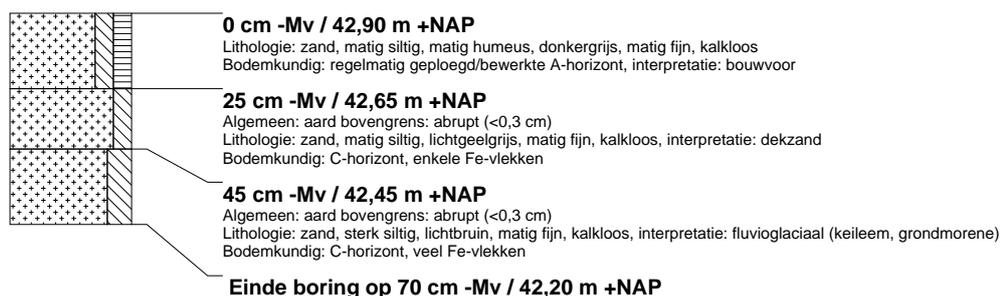 0 cm -Mv / 42,90 m +NAP
Lithologie: zand, matig siltig, matig humeus, donkergrijs, matig fijn, kalkloos
Bodemkundig: regelmatig geploegd/bewerkte A-horizont, interpretatie: bouwvoor
25 cm -Mv / 42,65 m +NAP
Algemeen: aard bovengrens: abrupt (<0,3 cm)
Lithologie: zand, matig siltig, lichtgeelgrijs, matig fijn, kalkloos, interpretatie: dekzand
Bodemkundig: C-horizont, enkele Fe-vlekken
45 cm -Mv / 42,45 m +NAP
Algemeen: aard bovengrens: abrupt (<0,3 cm)
Lithologie: zand, sterk siltig, lichtbruin, matig fijn, kalkloos, interpretatie: fluvioglaciaal (keileem, grondmorene)
Bodemkundig: C-horizont, veel Fe-vlekken
Einde boring op 70 cm -Mv / 42,20 m +NAP